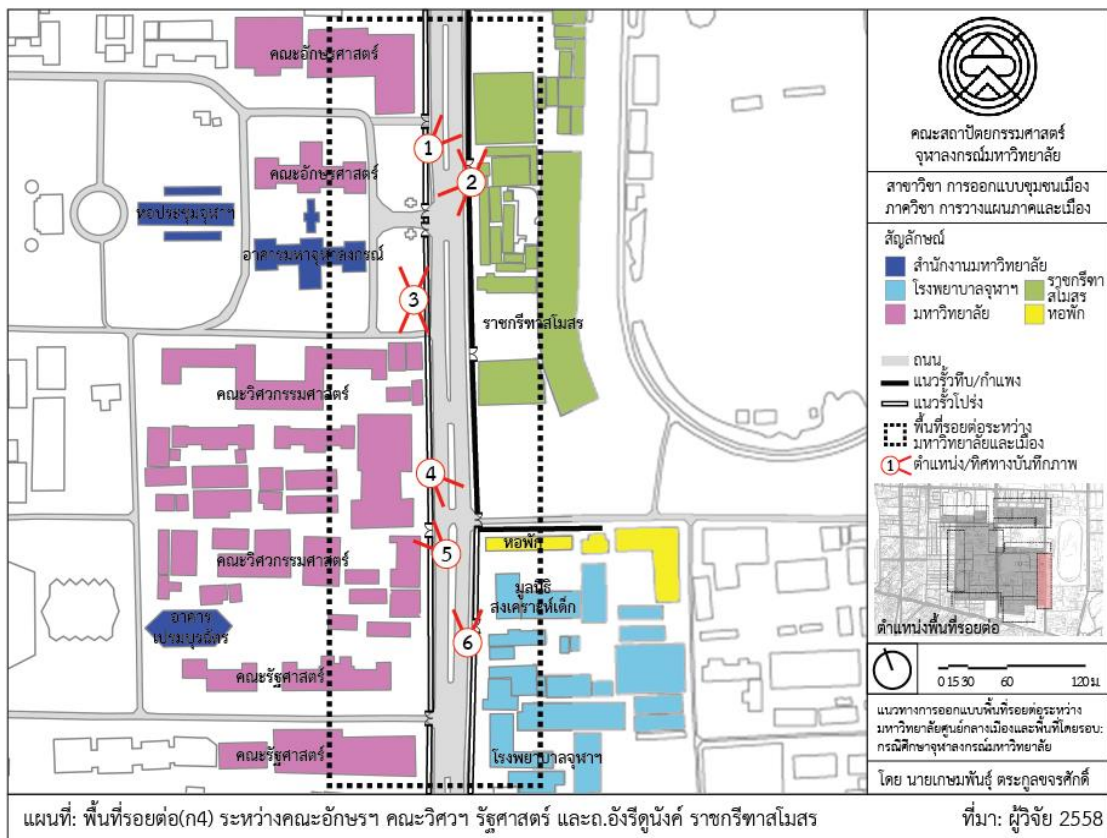 คณะอักษรศาสตร์
1
2
คณะอักษรศาสตร์
หอประชุมจุฬาฯ
อาคารมหาจุฬาลงกรณ์
3
ราชกรีฑาสโมสร
คณะวิศวกรรมศาสตร์
4
5
คณะวิศวกรรมศาสตร์
หอพัก
มูลนิธิ
สงเคราะห์เด็ก
อาคาร
เปรมบุรฉัตร
6
คณะรัฐศาสตร์
คณะรัฐศาสตร์
โรงพยาบาลจุฬาฯ
คณะสถาปัตยกรรมศาสตร์
จุฬาลงกรณ์มหาวิทยาลัย
สาขาวิชา การออกแบบชุมชนเมือง
ภาควิชา การวางแผนภาคและเมือง
สัญลักษณ์
สำนักงานมหาวิทยาลัย
โรงพยาบาลจุฬาฯ
ราชกรีฑา
สโมสร
มหาวิทยาลัย
หอพัก
ถนน
แนวรั้วทึบ/กำแพง
แนวรั้วโปร่ง
พื้นที่รอยต่อระหว่าง
มหาวิทยาลัยและเมือง
1 ตำแหน่ง/ทิศทางบันทึกภาพ
ตำแหน่งพื้นที่รอยต่อ
0 15 30 60 120 ม.
แนวทางการออกแบบพื้นที่รอยต่อระหว่าง
มหาวิทยาลัยศูนย์กลางเมืองและพื้นที่โดยรอบ:
กรณีศึกษาจุฬาลงกรณ์มหาวิทยาลัย
โดย นายเกษมพันธุ์ ตระกูลขจรศักดิ์
แผนที่: พื้นที่รอยต่อ(ก4) ระหว่างคณะอักษรฯ คณะวิศวฯ รัฐศาสตร์ และถ.อังรีดูนังค์ ราชกรีฑาสโมสร
ที่มา: ผู้วิจัย 2558